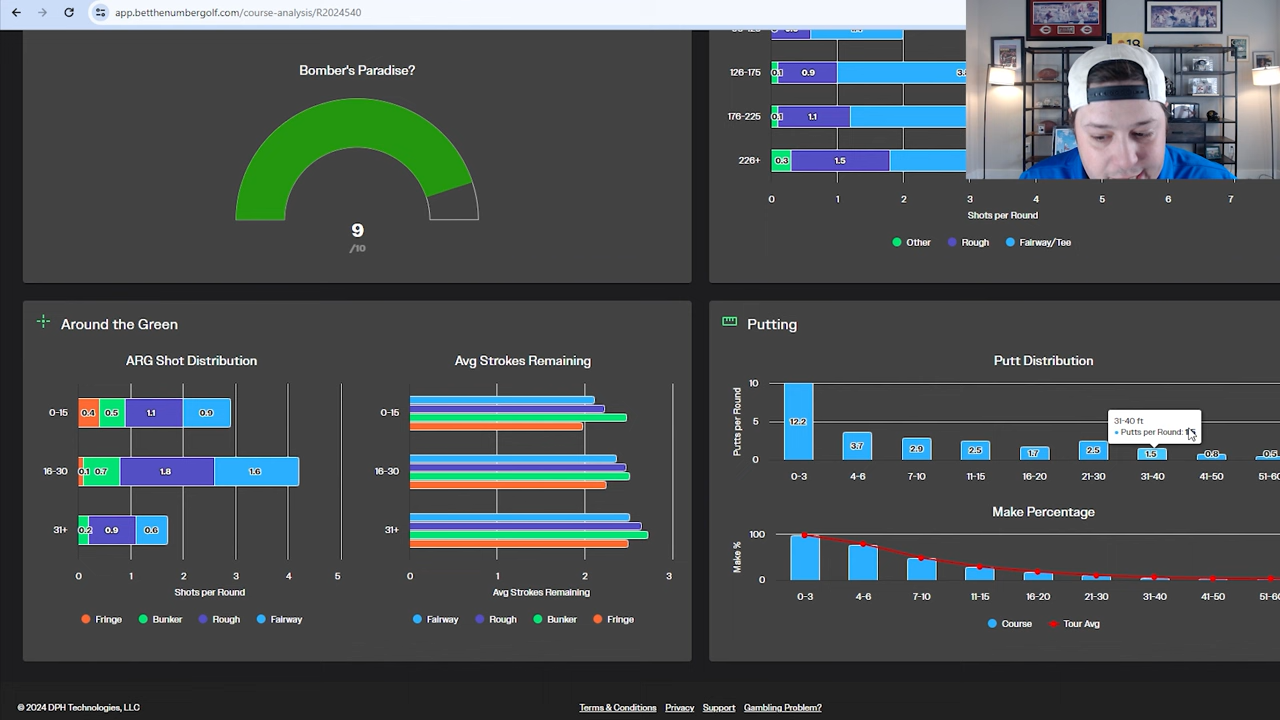 app.betthenumbergolf.com/course-analysis/R2024540
Bomber's Paradise?
9
/10
126-175
0.1
0.9
176-225
0.1
1.1
226+
0.3
1.5
0 1 2 3 4 5 6 7
Shots per Round
Other Rough Fairway/Tee
Around the Green
ARG Shot Distribution
0-15
0.4 0.5 1.1 0.9
16-30
0.1 0.7 1.8 1.6
31+
0.2 0.9 0.6
0 1 2 3 4 5
Shots per Round
Fringe Bunker Rough Fairway
Avg Strokes Remaining
0-15
16-30
31+
0 1 2 3
Avg Strokes Remaining
Fairway Rough Bunker Fringe
Putting
Putt Distribution
Putts per Round
10
5
0
12.2 3.7 2.9 2.5 1.7 2.5 1.5 0.8 0.5
31-40 ft
Putts per Round:
0-3 4-6 7-10 11-15 16-20 21-30 31-40 41-50 51-60
Make Percentage
Make %
100
0
0-3 4-6 7-10 11-15 16-20 21-30 31-40 41-50 51-60
Course Tour Avg
© 2024 DPH Technologies, LLC
Terms & Conditions Privacy Support Gambling Problem?